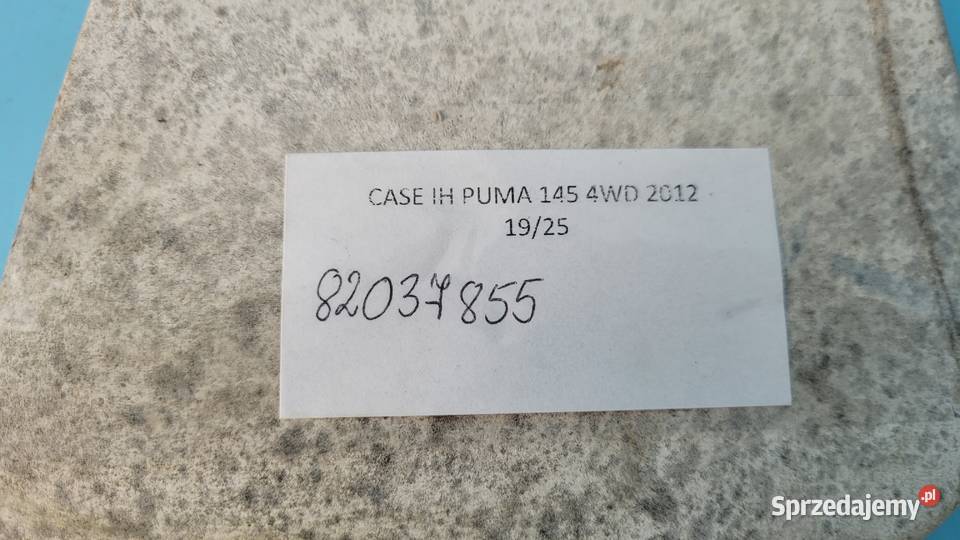 CASE IH PUMA 145 4WD 2012
19/25
82037855
Sprzedajemy.pl